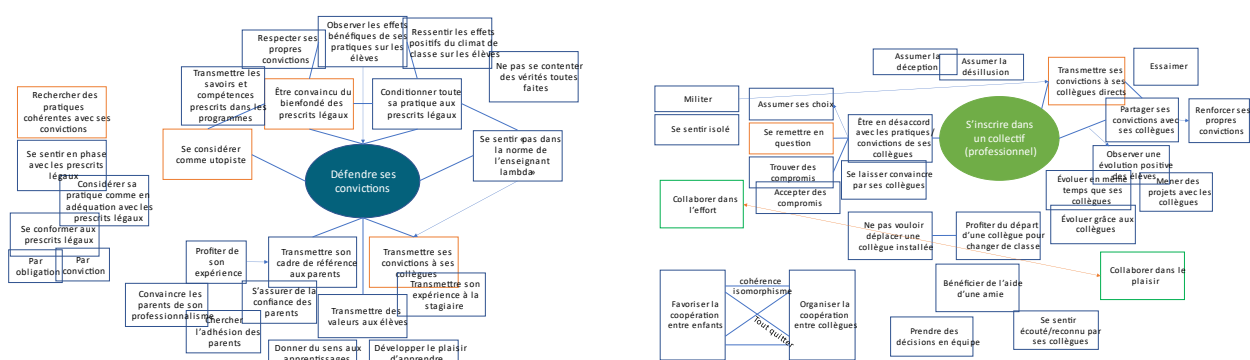 Rechercher des
pratiques
cohérentes avec ses
convictions
Se sentir en phase
avec les prescrits
légaux
Considérer sa
pratique comme en
adéquation avec les
prescrits légaux
Se conformer aux
prescrits légaux
Par
obligation
Par
conviction
Respecter ses
propres
convictions
Observer les effets
bénéfiques de ses
pratiques sur les
élèves
Ressentir les effets
positifs du climat de
classe sur les élèves
Ne pas se contenter
des vérités toutes
faites
Transmettre les
savoirs et
compétences
prescrits dans les
programmes
Être convaincu du
bienfondé des
prescrits légaux
Conditionner toute
sa pratique aux
prescrits légaux
Se considérer
comme utopiste
Défendre ses
convictions
Se sentir « pas dans
la norme de
l’enseignant
lambda»
Profiter de
son
expérience
Transmettre son
cadre de référence
aux parents
Transmettre ses
convictions à ses
collègues
Transmettre son
expérience à la
stagiaire
Convaincre les
parents de son
professionnalisme
Chercher
l’adhésion des
parents
S’assurer de la
confiance des
parents
Transmettre des
valeurs aux élèves
Donner du sens aux
apprentissages
Développer le plaisir
d’apprendre
Militer
Se sentir isolé
Assumer la
déception
Assumer la
désillusion
Assumer ses choix
Se remettre en
question
Trouver des
compromis
Accepter des
compromis
Être en désaccord
avec les pratiques/
convictions de ses
collègues
Se laisser convaincre
par ses collègues
S’inscrire dans
un collectif
(professionnel)
Transmettre ses
convictions à ses
collègues directs
Essaimer
Partager ses
convictions avec
ses collègues
Renforcer ses
propres
convictions
Observer une
évolution positive
des élèves
Évoluer en même
temps que ses
collègues
Mener des
projets avec les
collègues
Évoluer grâce aux
collègues
Collaborer dans
l’effort
Ne pas vouloir
déplacer une
collègue installée
Profiter du départ
d’une collègue pour
changer de classe
Collaborer dans le
plaisir
Favoriser la
coopération
entre enfants
cohérence
isomorphisme
Tout quitter
Organiser la
coopération
entre collègues
Bénéficier de l’aide
d’une amie
Prendre des
décisions en équipe
Se sentir
écouté/reconnu par
ses collègues